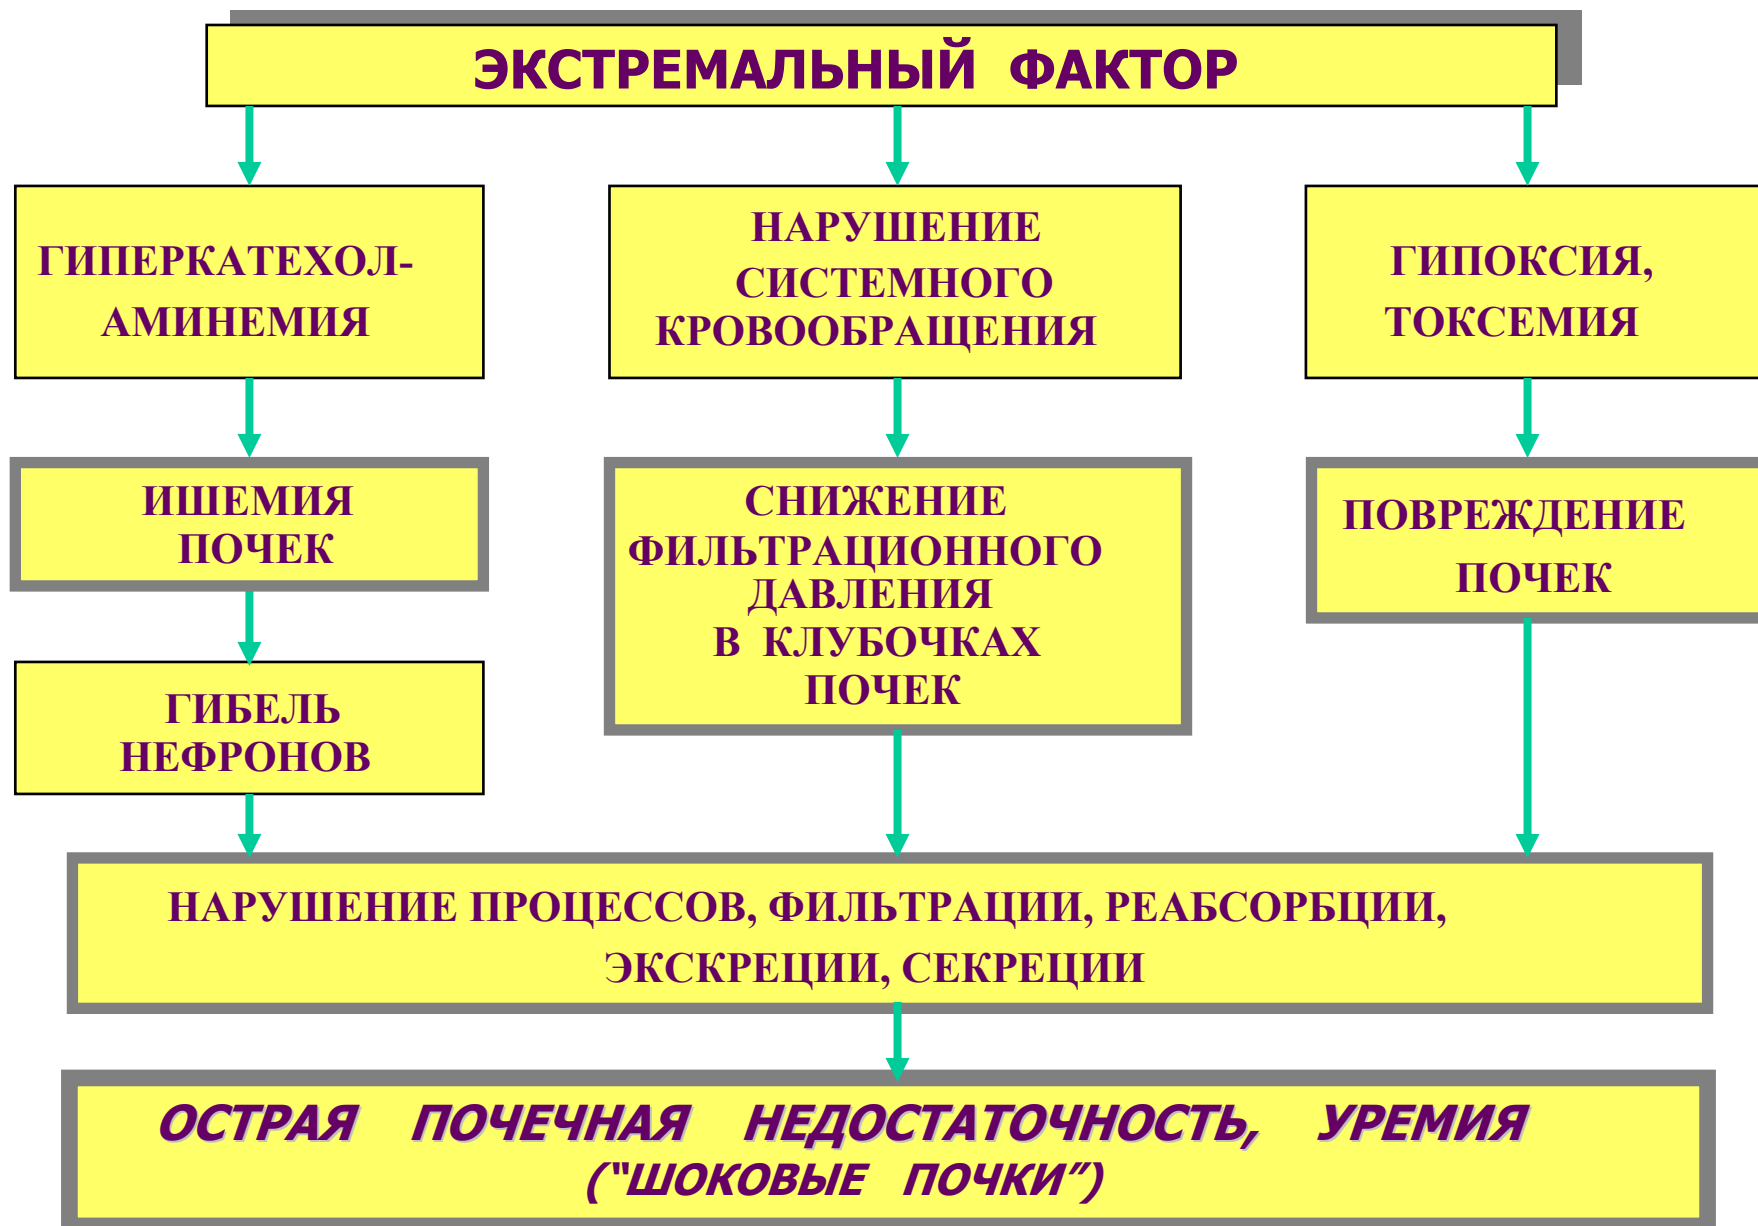 ЭКСТРЕМАЛЬНЫЙ ФАКТОР
ГИПЕРКАТЕХОЛ-
АМИНЕМИЯ
НАРУШЕНИЕ
СИСТЕМНОГО
КРОВООБРАЩЕНИЯ
ГИПОКСИЯ,
ТОКСЕМИЯ
ИШЕМИЯ
ПОЧЕК
СНИЖЕНИЕ
ФИЛЬТРАЦИОННОГО
ДАВЛЕНИЯ
В КЛУБОЧКАХ
ПОЧЕК
ПОВРЕЖДЕНИЕ
ПОЧЕК
ГИБЕЛЬ
НЕФРОНОВ
НАРУШЕНИЕ ПРОЦЕССОВ, ФИЛЬТРАЦИИ, РЕАБСОРБЦИИ,
ЭКСКРЕЦИИ, СЕКРЕЦИИ
ОСТРАЯ ПОЧЕЧНАЯ НЕДОСТАТОЧНОСТЬ, УРЕМИЯ
(“ШОКОВЫЕ ПОЧКИ”)